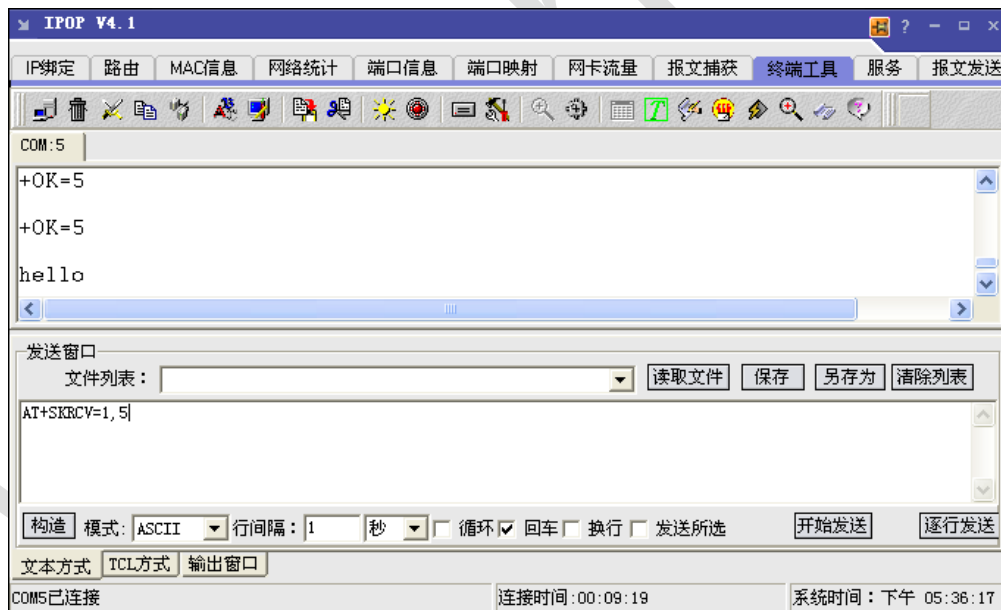 IPOP V4.1
IP绑定 路由 MAC信息 网络统计 端口信息 端口映射 网卡流量 报文捕获 终端工具 服务 报文发送
COM:5
+OK=5
+OK=5
hello
发送窗口
文件列表： 读取文件 保存 另存为 清除列表
AT+SKRCV=1,5
构造 模式: ASCII 行间隔： 1 秒 循环 回车 换行 发送所选 开始发送 逐行发送
文本方式 TCL方式 输出窗口
COM5已连接 连接时间:00:09:19 系统时间：下午 05:36:17